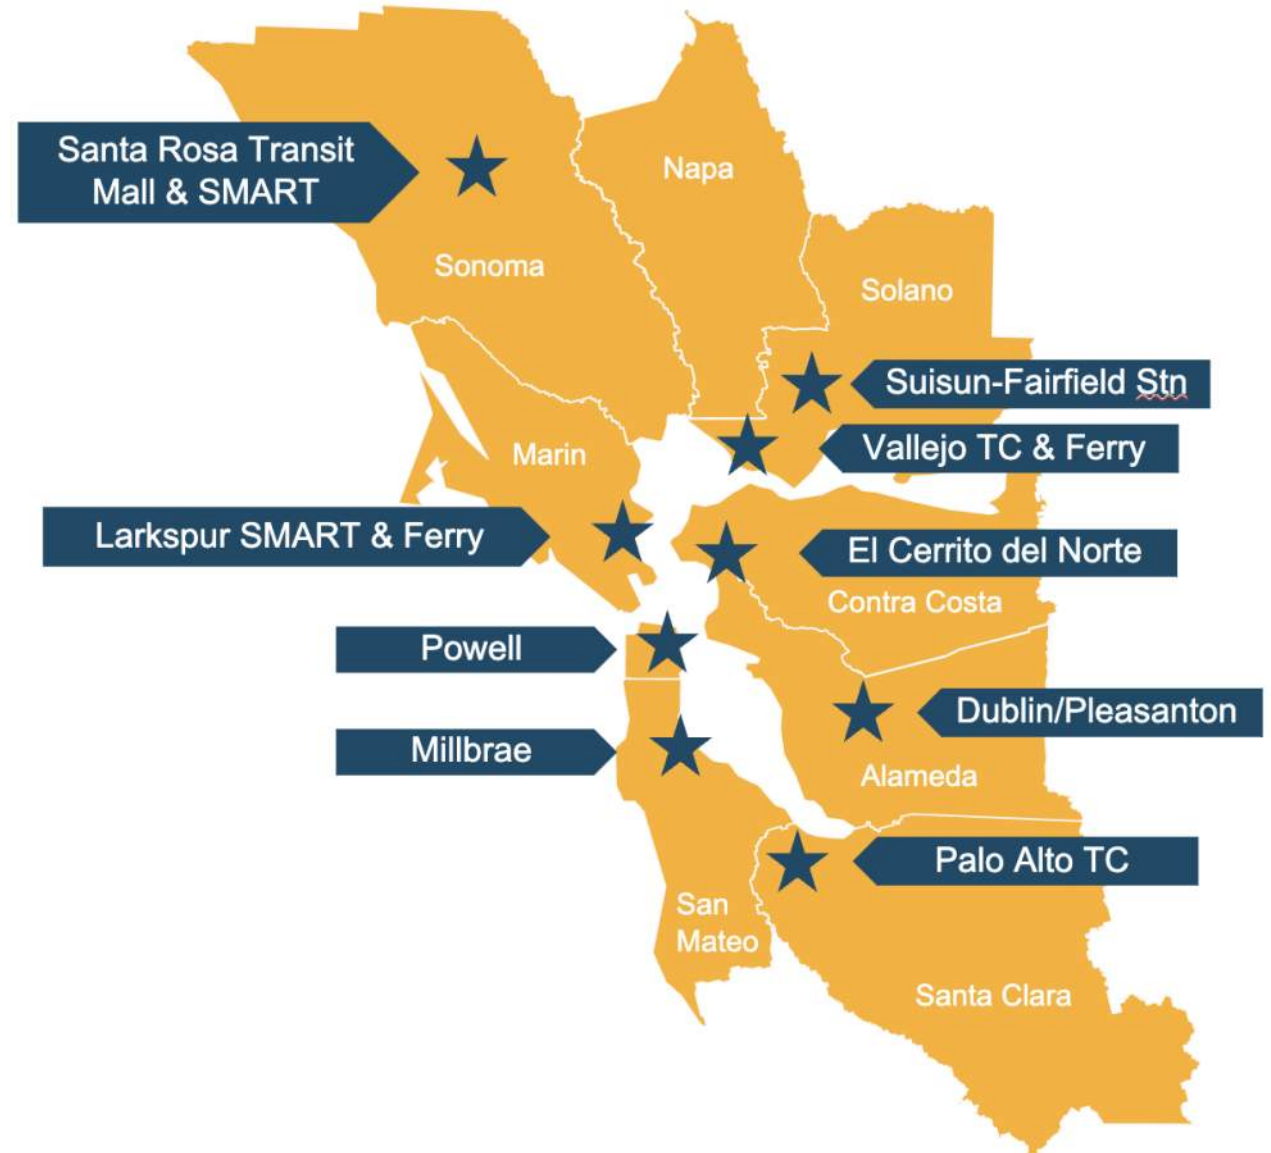 Santa Rosa Transit
Mall & SMART
Napa
Sonoma
Solano
Suisun-Fairfield Stn
Vallejo TC & Ferry
Marin
Larkspur SMART & Ferry
El Cerrito del Norte
Contra Costa
Powell
Dublin/Pleasanton
Millbrae
Alameda
Palo Alto TC
San
Mateo
Santa Clara